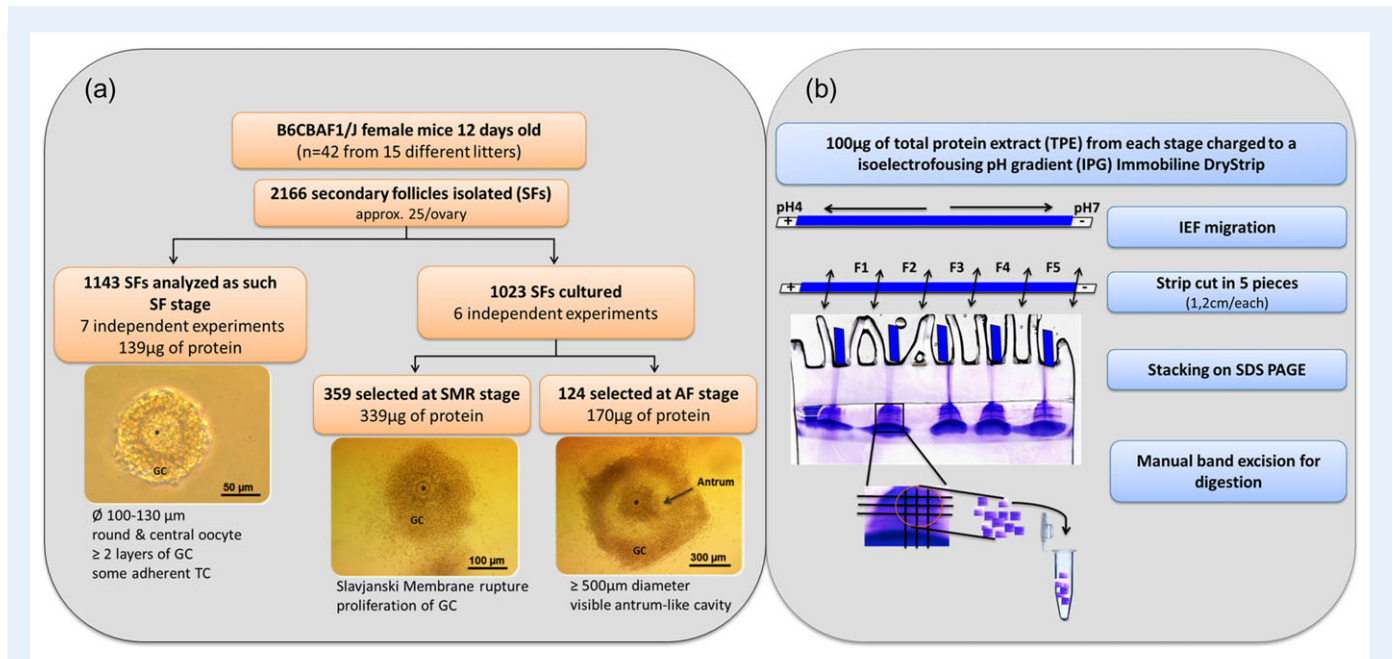 (a)
B6CBAF1/J female mice 12 days old
(n=42 from 15 different litters)
2166 secondary follicles isolated (SFs)
approx. 25/ovary
1143 SFs analyzed as such
SF stage
7 independent experiments
139µg of protein
1023 SFs cultured
6 independent experiments
359 selected at SMR stage
339µg of protein
124 selected at AF stage
170µg of protein
*
GC
50 µm
Ø 100-130 µm
round & central oocyte
≥ 2 layers of GC
some adherent TC
*
GC
100 µm
Slavjanski Membrane rupture
proliferation of GC
*
Antrum
GC
300 µm
≥ 500µm diameter
visible antrum-like cavity
(b)
100µg of total protein extract (TPE) from each stage charged to a
isoelectrofousing pH gradient (IPG) Immobiline DryStrip
pH4
pH7
+
-
IEF migration
F1 F2 F3 F4 F5
+
-
Strip cut in 5 pieces
(1,2cm/each)
Stacking on SDS PAGE
Manual band excision for
digestion